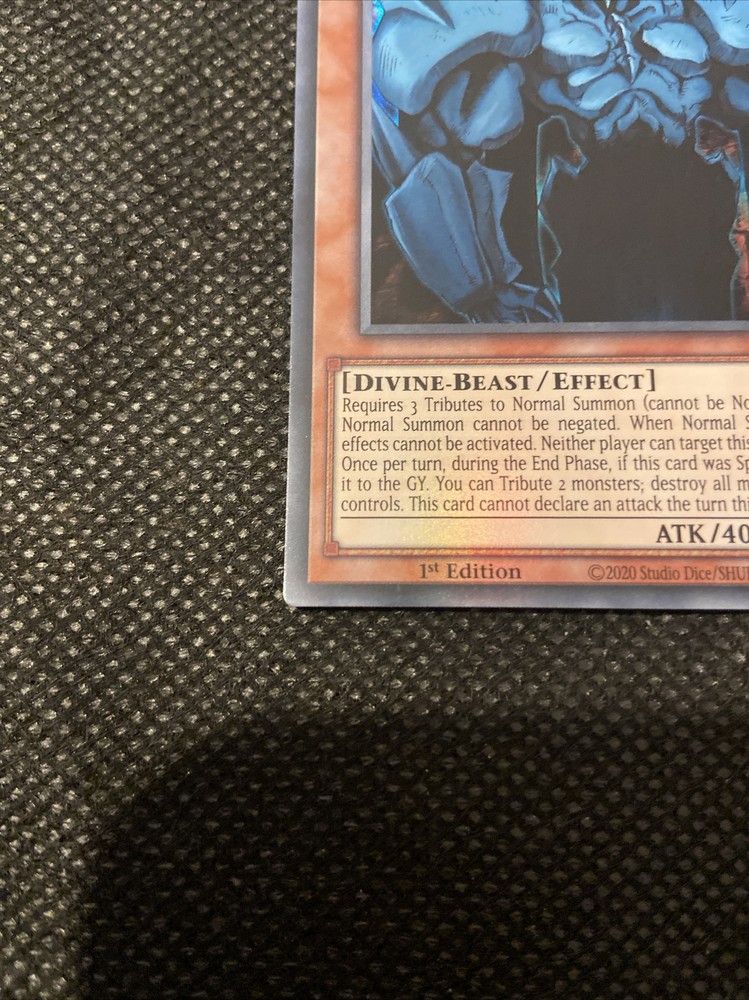 [DIVINE-BEAST/EFFECT]
Requires 3 Tributes to Normal Summon (cannot be No
Normal Summon cannot be negated. When Normal S
effects cannot be activated. Neither player can target this
Once per turn, during the End Phase, if this card was Sp
it to the GY. You can Tribute 2 monsters; destroy all m
controls. This card cannot declare an attack the turn th
ATK/40
1st Edition ©2020 Studio Dice/SHU